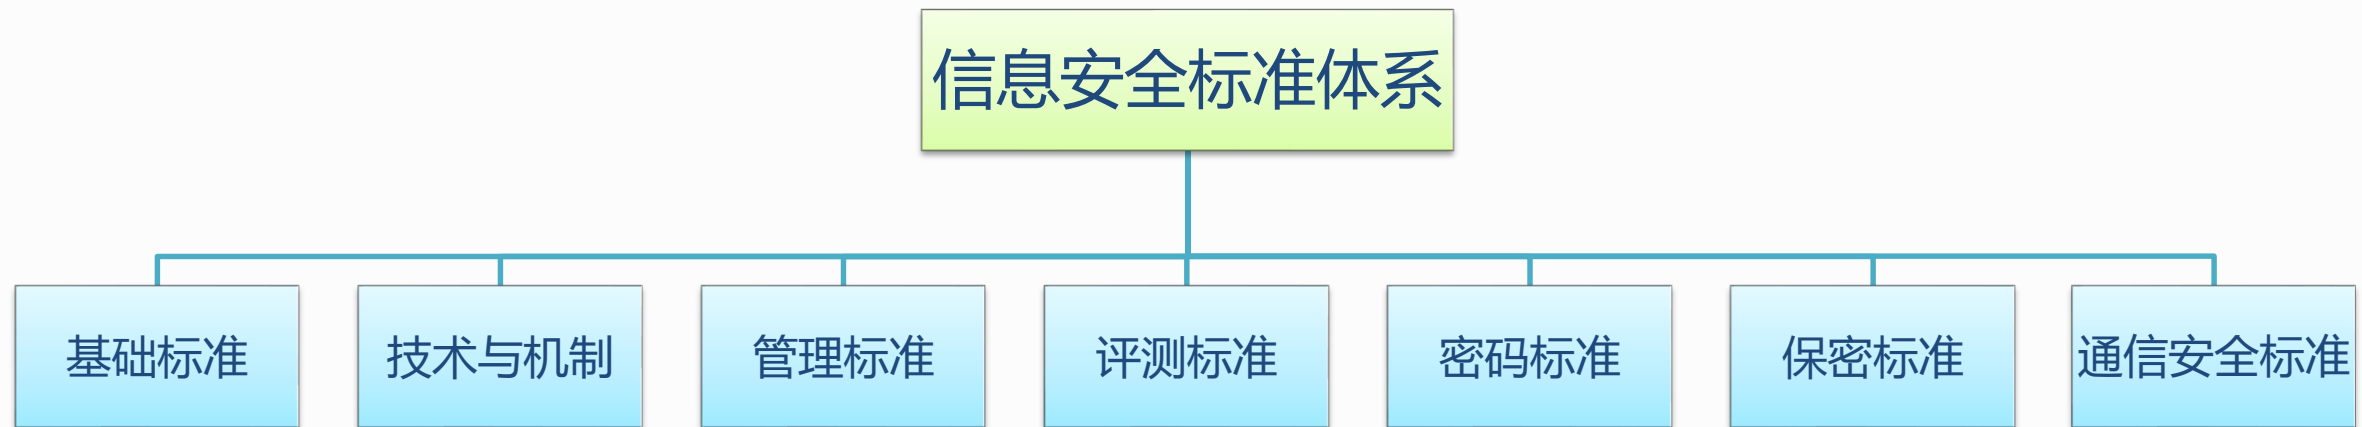 信息安全标准体系
基础标准
技术与机制
管理标准
评测标准
密码标准
保密标准
通信安全标准